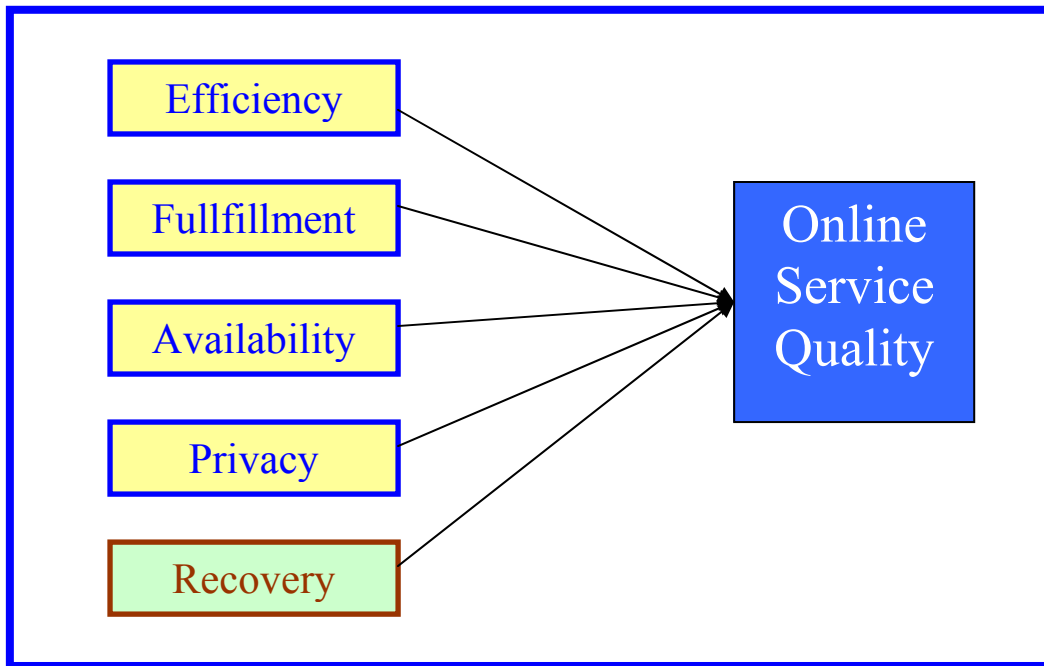 Efficiency
Fullfillment
Availability
Privacy
Recovery
Online
Service
Quality